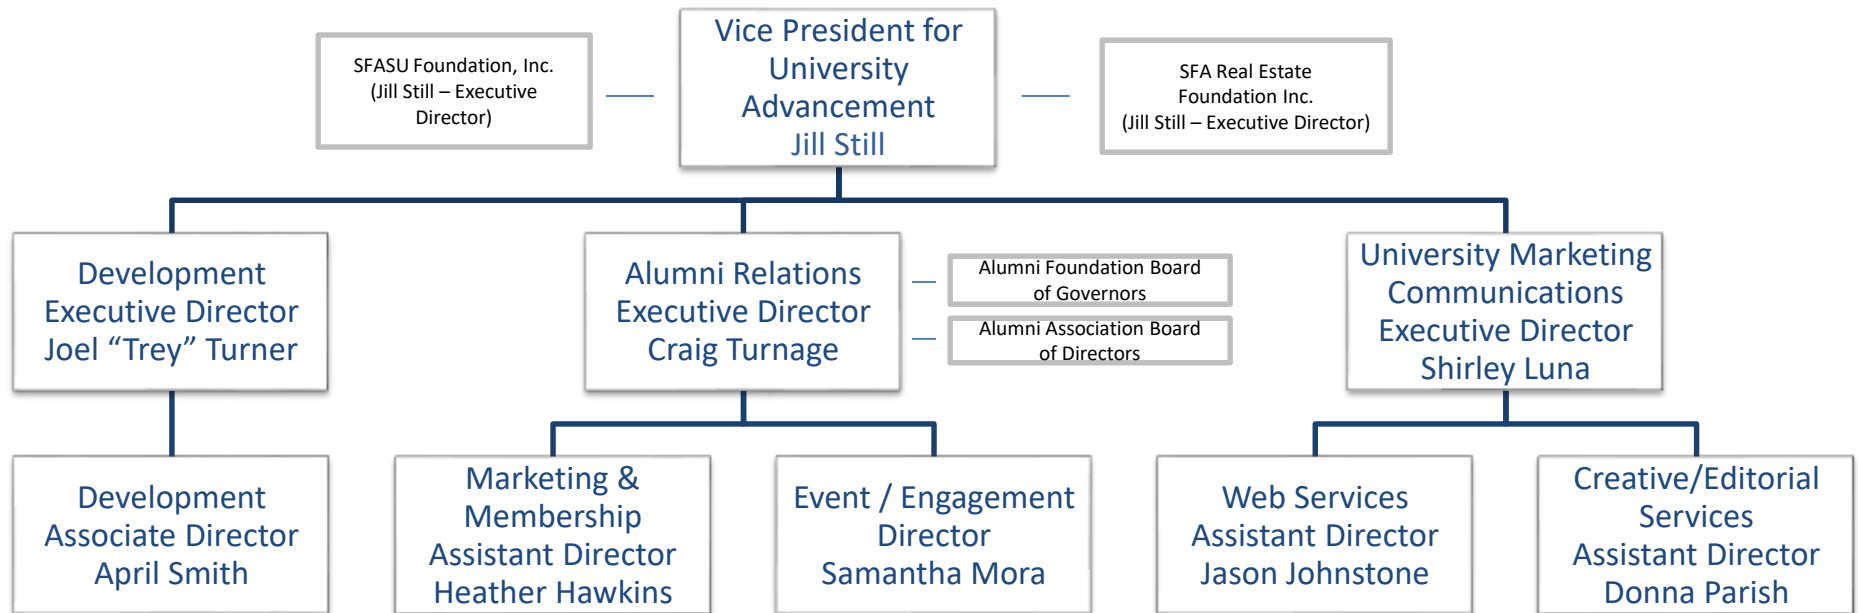 Vice President for
University
Advancement
Jill Still
SFASU Foundation, Inc.
(Jill Still – Executive
Director)
SFA Real Estate
Foundation Inc.
(Jill Still – Executive Director)
Development
Executive Director
Joel “Trey” Turner
Alumni Relations
Executive Director
Craig Turnage
Alumni Foundation Board
of Governors
Alumni Association Board
of Directors
University Marketing
Communications
Executive Director
Shirley Luna
Development
Associate Director
April Smith
Marketing &
Membership
Assistant Director
Heather Hawkins
Event / Engagement
Director
Samantha Mora
Web Services
Assistant Director
Jason Johnstone
Creative/Editorial
Services
Assistant Director
Donna Parish